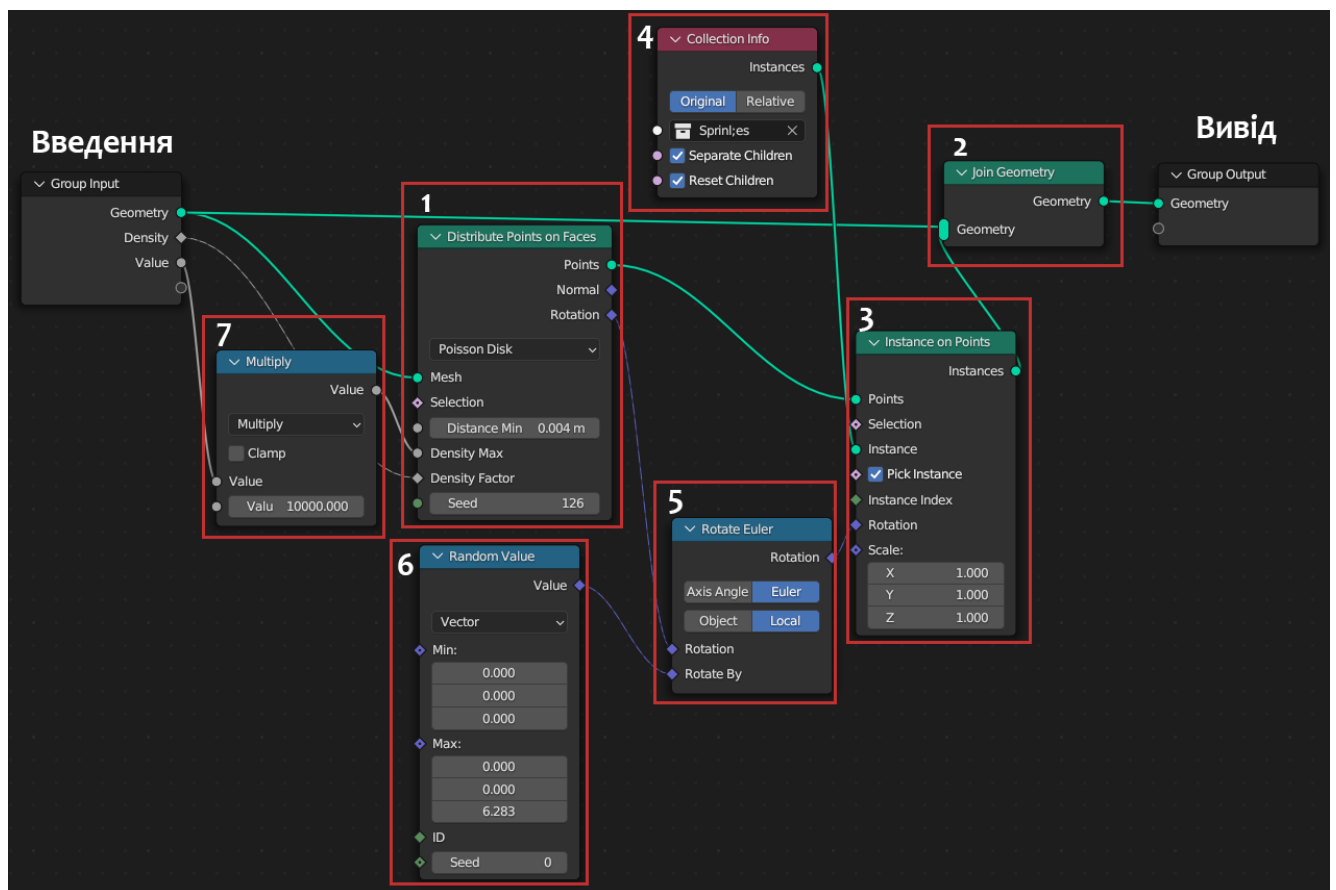 Введення
Group Input
Geometry
Density
Value
7
Multiply
Value
Multiply
Clamp
Value
Valu 10000.000
1
Distribute Points on Faces
Points
Normal
Rotation
Poisson Disk
Mesh
Selection
Distance Min 0.004 m
Density Max
Density Factor
Seed 126
6
Random Value
Value
Vector
Min:
0.000
0.000
0.000
Max:
0.000
0.000
6.283
ID
Seed 0
4
Collection Info
Instances
Original Relative
Sprinl;es
Separate Children
Reset Children
5
Rotate Euler
Rotation
Axis Angle Euler
Object Local
Rotation
Rotate By
3
Instance on Points
Instances
Points
Selection
Instance
Pick Instance
Instance Index
Rotation
Scale:
X 1.000
Y 1.000
Z 1.000
2
Join Geometry
Geometry
Geometry
Вивід
Group Output
Geometry